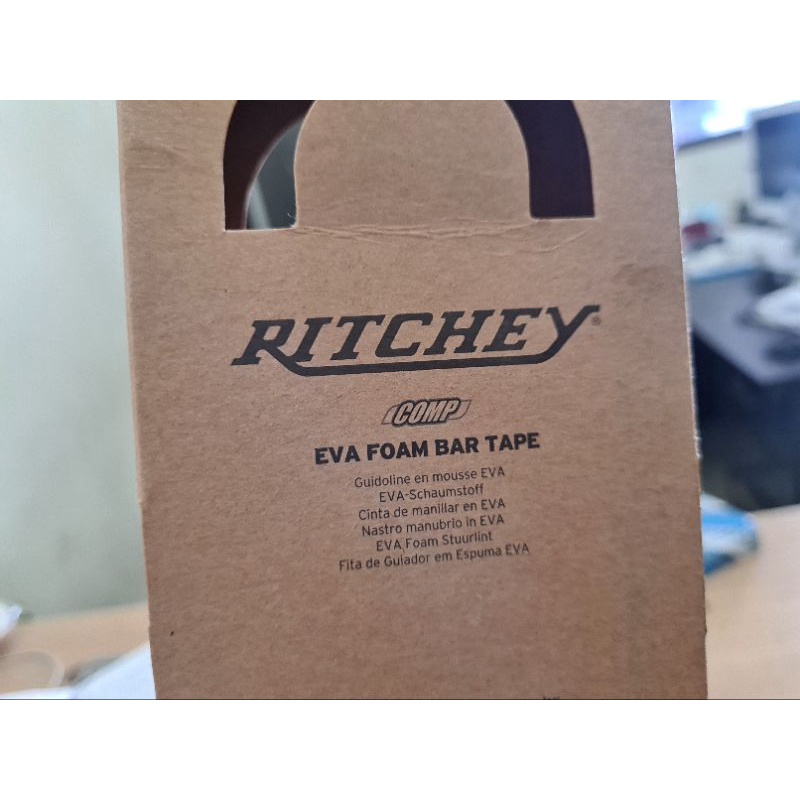 RITCHEY®
COMP
EVA FOAM BAR TAPE
Guidoline en mousse EVA
EVA-Schaumstoff
Cinta de manillar en EVA
Nastro manubrio in EVA
EVA Foam Stuurlint
Fita de Guiador em Espuma EVA